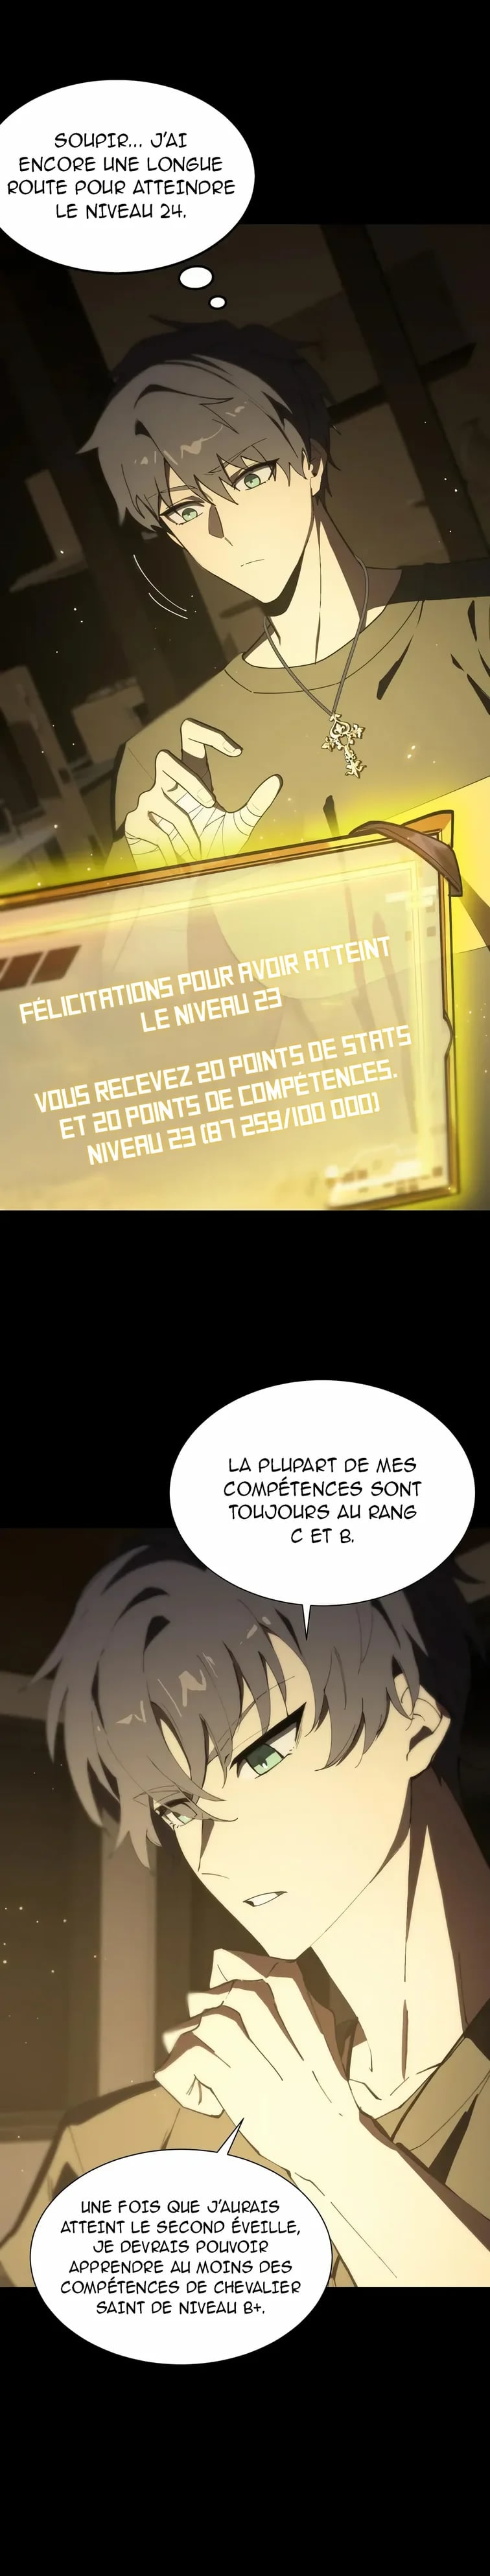 SOUPIR... J'AI
ENCORE UNE LONGUE
ROUTE POUR ATTEINDRE
LE NIVEAU 24.
FÉLICITATIONS POUR AVOIR ATTEINT
LE NIVEAU 23
VOUS RECEVEZ 20 POINTS DE STATS
ET 20 POINTS DE COMPÉTENCES.
NIVEAU 23 (87 259/100 000)
LA PLUPART DE MES
COMPÉTENCES SONT
TOUJOURS AU RANG
C ET B.
UNE FOIS QUE J'AURAIS
ATTEINT LE SECOND ÉVEILLE,
JE DEVRAIS POUVOIR
APPRENDRE AU MOINS DES
COMPÉTENCES DE CHEVALIER
SAINT DE NIVEAU B+.